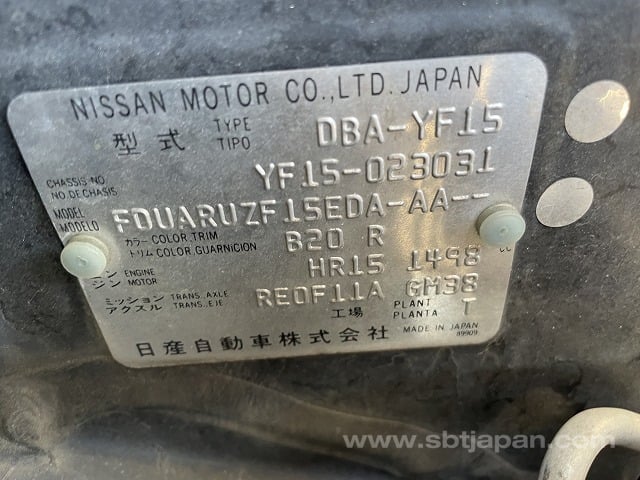 NISSAN MOTOR CO.,LTD. JAPAN
型式 TYPE TIPO DBA-YF15
CHASSIS NO NO.DE CHASIS YF15-023031
MODEL MODELO FDUARUZF15EDA-AA--
カラー COLOR,TRIM トリム COLOR,GUARNICION B20 R
ン ENGINE ジン MOTOR HR15 1498
ミッション TRANS.,AXLE アクスル TRANS.,EJE RE0F11A GM38
工場 PLANT PLANTA T
日産自動車株式会社 MADE IN JAPAN
89909
www.sbtjapan.com